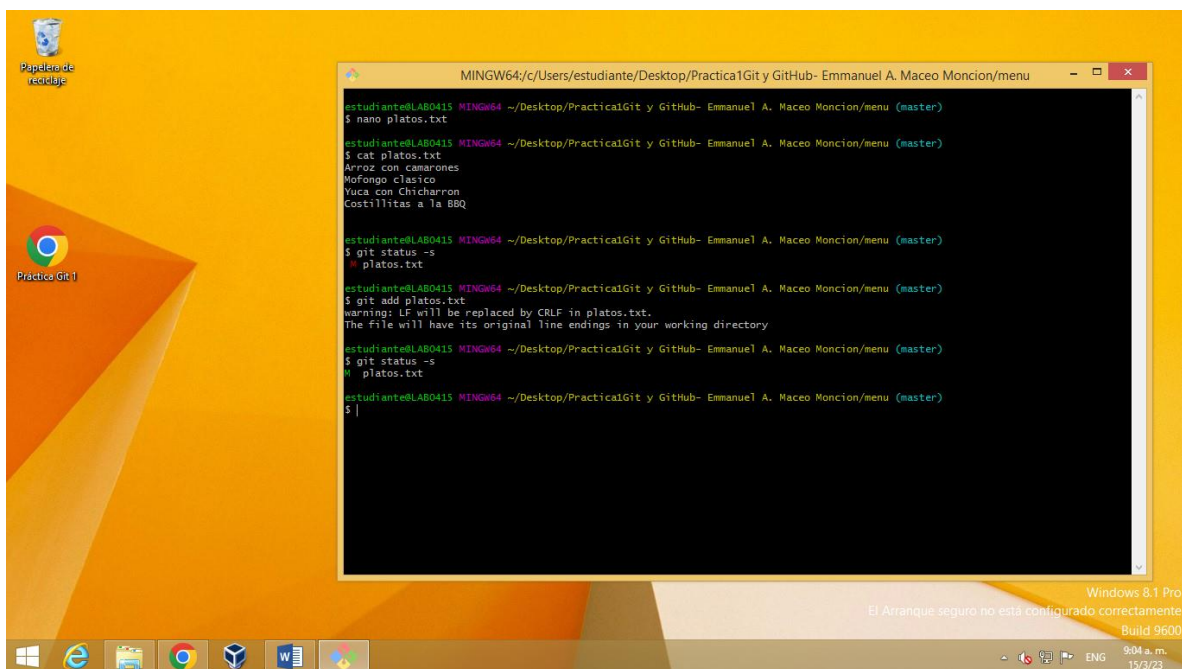 Papelera de
reciclaje
Práctica Git 1
MINGW64:/c/Users/estudiante/Desktop/Practica1Git y GitHub- Emmanuel A. Maceo Moncion/menu
estudiante@LAB0415 MINGW64 ~/Desktop/Practica1Git y GitHub- Emmanuel A. Maceo Moncion/menu (master)
$ nano platos.txt
estudiante@LAB0415 MINGW64 ~/Desktop/Practica1Git y GitHub- Emmanuel A. Maceo Moncion/menu (master)
$ cat platos.txt
Arroz con camarones
Mofongo clasico
Yuca con Chicharron
Costillitas a la BBQ
estudiante@LAB0415 MINGW64 ~/Desktop/Practica1Git y GitHub- Emmanuel A. Maceo Moncion/menu (master)
$ git status -s
 M platos.txt
estudiante@LAB0415 MINGW64 ~/Desktop/Practica1Git y GitHub- Emmanuel A. Maceo Moncion/menu (master)
$ git add platos.txt
warning: LF will be replaced by CRLF in platos.txt.
The file will have its original line endings in your working directory
estudiante@LAB0415 MINGW64 ~/Desktop/Practica1Git y GitHub- Emmanuel A. Maceo Moncion/menu (master)
$ git status -s
M  platos.txt
estudiante@LAB0415 MINGW64 ~/Desktop/Practica1Git y GitHub- Emmanuel A. Maceo Moncion/menu (master)
$
Windows 8.1 Pro
El Arranque seguro no está configurado correctamente
Build 9600
ENG
9:04 a. m.
15/3/23